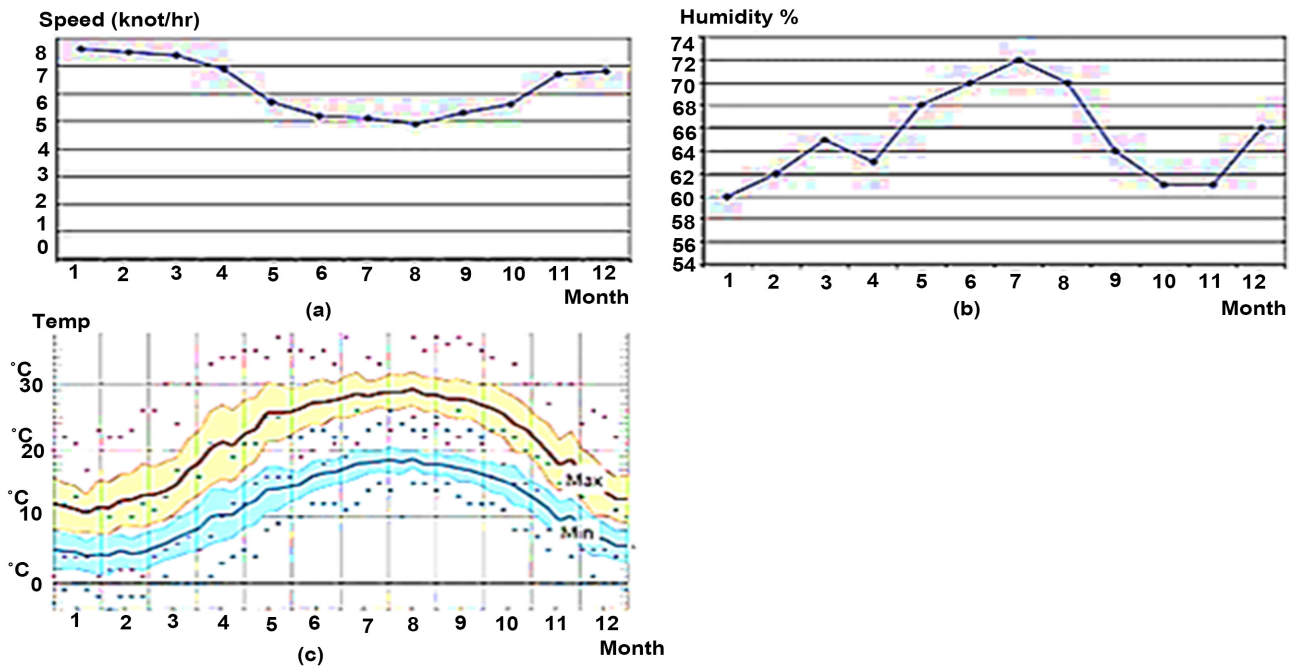 Speed (knot/hr)
8
7
6
5
4
3
2
1
0
1 2 3 4 5 6 7 8 9 10 11 12
Month
(a)
Humidity %
74
72
70
68
66
64
62
60
58
56
54
1 2 3 4 5 6 7 8 9 10 11 12
(b)
Month
Temp
°C
30
°C
20
°C
10
°C
0
Max
Min
1 2 3 4 5 6 7 8 9 10 11 12
Month
(c)